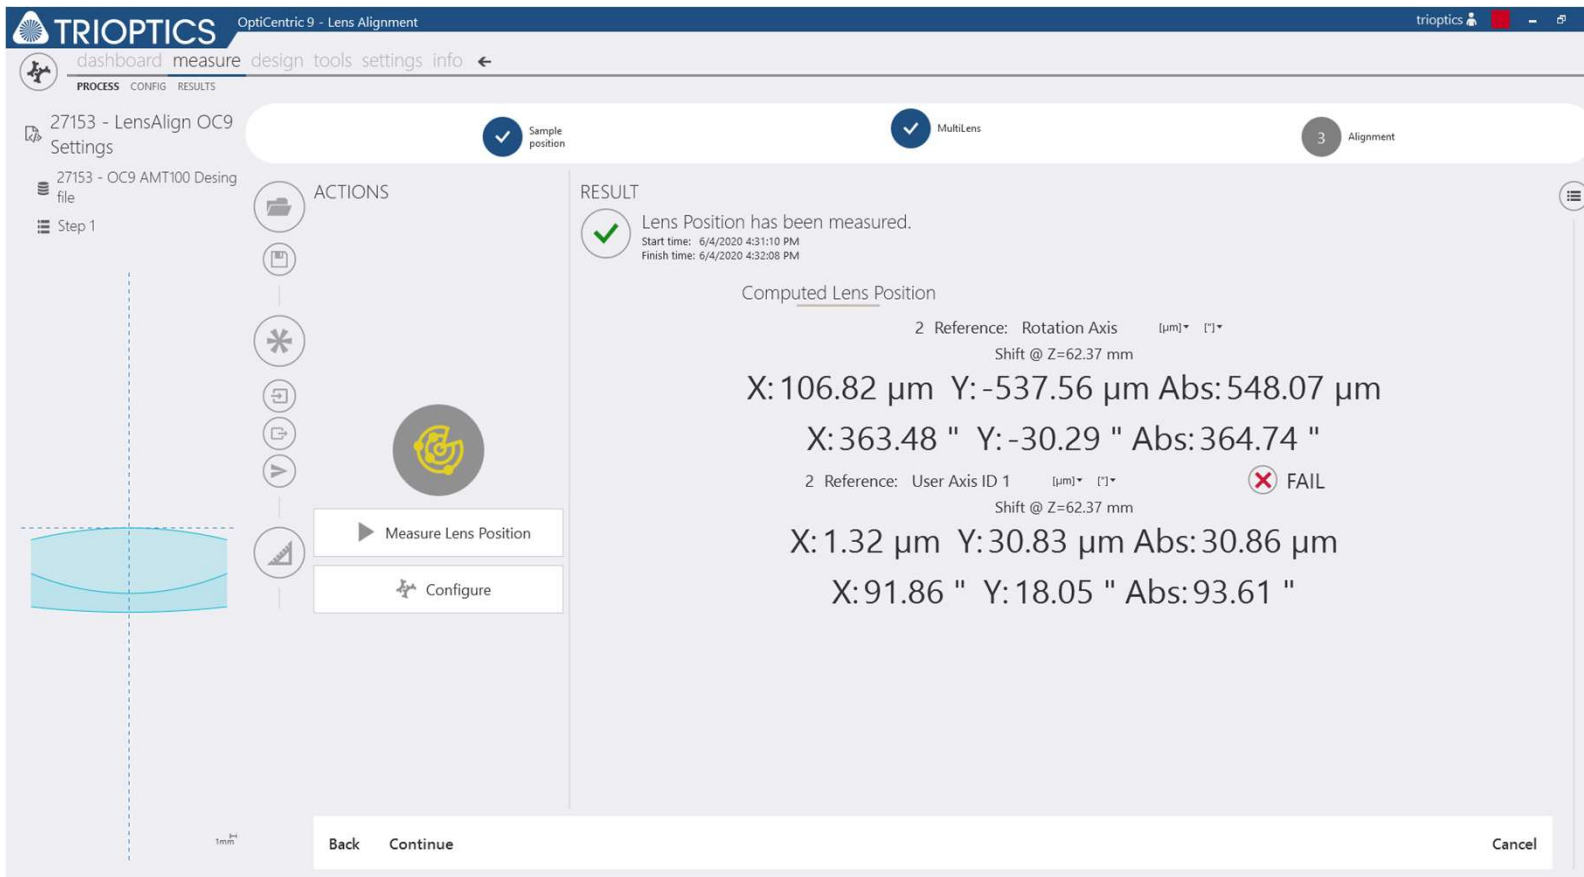 TRIOPTICS
OptiCentric 9 - Lens Alignment
trioptics
dashboard measure design tools settings info
PROCESS CONFIG RESULTS
27153 - LensAlign OC9
Settings
27153 - OC9 AMT100 Desing
file
Step 1
Sample
position
MultiLens
3 Alignment
ACTIONS
Measure Lens Position
Configure
RESULT
Lens Position has been measured.
Start time: 6/4/2020 4:31:10 PM
Finish time: 6/4/2020 4:32:08 PM
Computed Lens Position
2 Reference: Rotation Axis [µm] ["]
Shift @ Z=62.37 mm
X: 106.82 µm Y: -537.56 µm Abs: 548.07 µm
X: 363.48 " Y: -30.29 " Abs: 364.74 "
2 Reference: User Axis ID 1 [µm] ["] FAIL
Shift @ Z=62.37 mm
X: 1.32 µm Y: 30.83 µm Abs: 30.86 µm
X: 91.86 " Y: 18.05 " Abs: 93.61 "
1mm
Back Continue Cancel